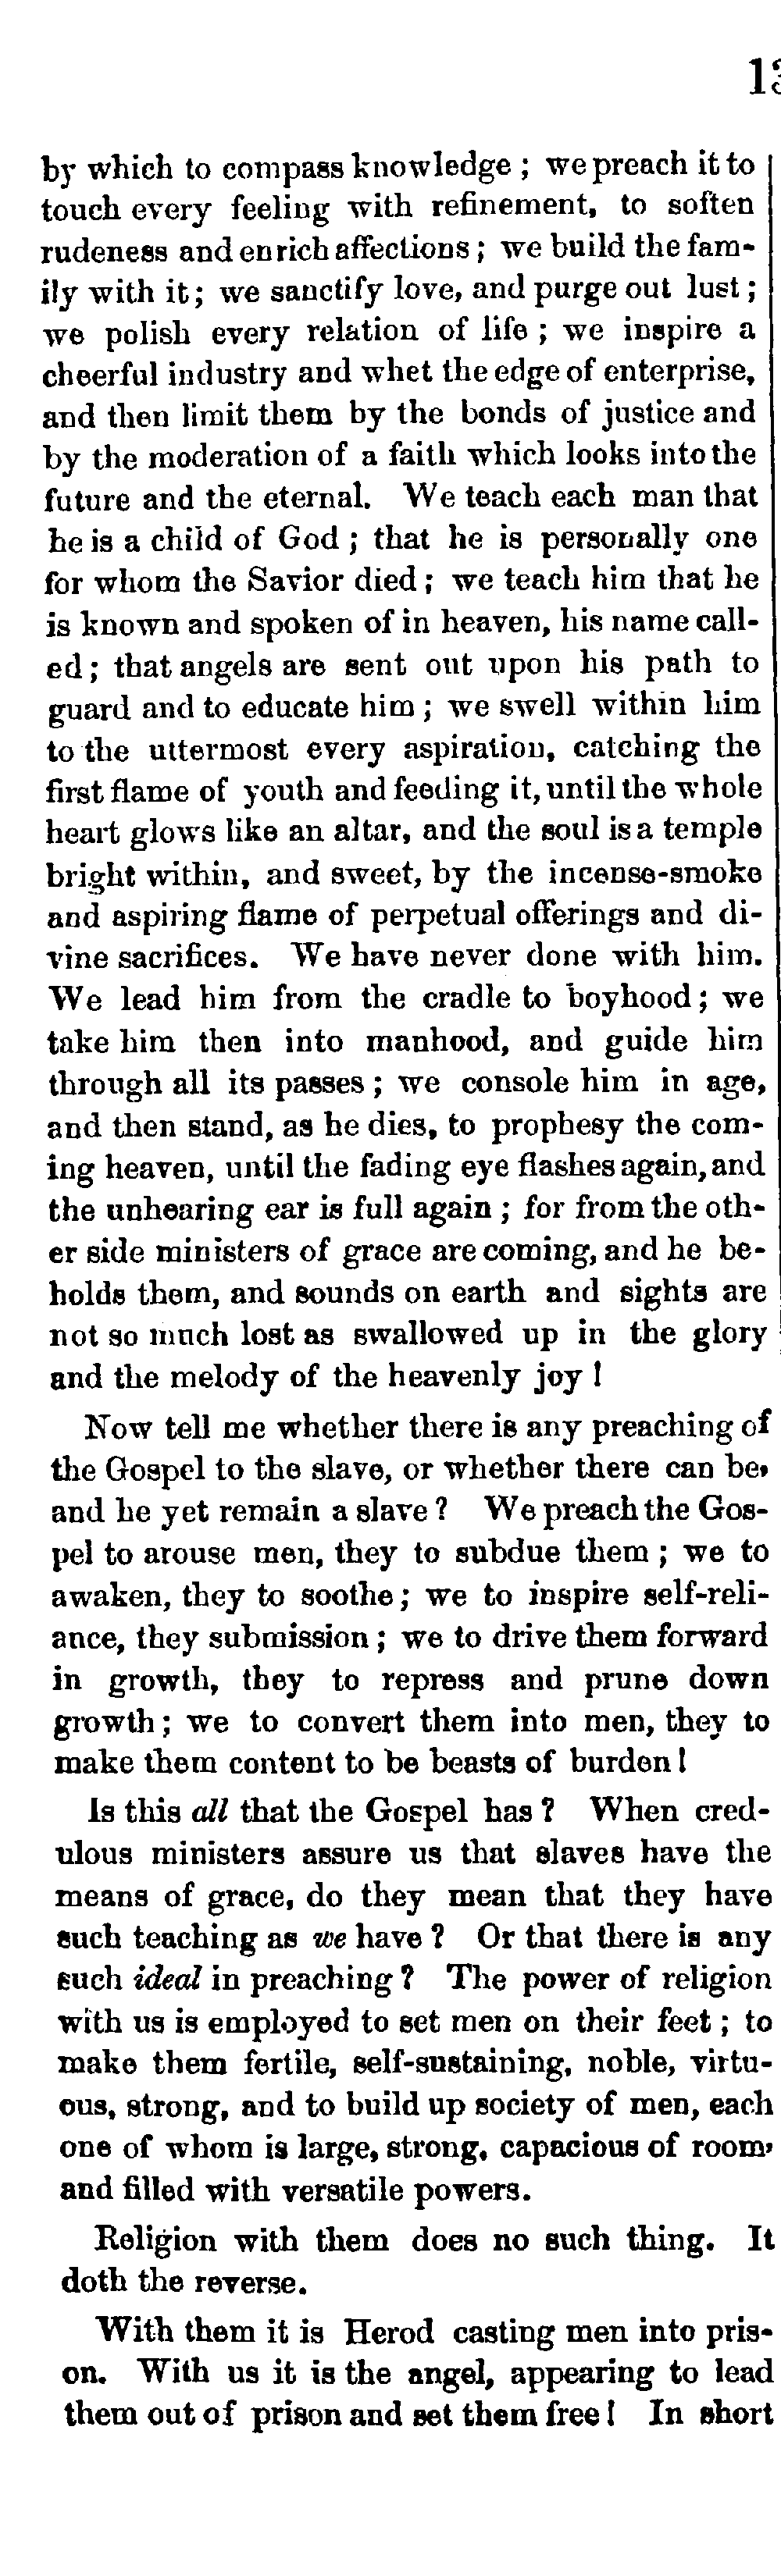 13
by which to compass knowledge ; we preach it to
touch every feeling with refinement, to soften
rudeness and enrich affections ; we build the fam-
ily with it ; we sanctify love, and purge out lust ;
we polish every relation of life ; we inspire a
cheerful industry and whet the edge of enterprise,
and then limit them by the bonds of justice and
by the moderation of a faith which looks into the
future and the eternal. We teach each man that
he is a child of God ; that he is personally one
for whom the Savior died ; we teach him that he
is known and spoken of in heaven, his name call-
ed ; that angels are sent out upon his path to
guard and to educate him ; we swell within him
to the uttermost every aspiration, catching the
first flame of youth and feeding it, until the whole
heart glows like an altar, and the soul is a temple
bright within, and sweet, by the incense-smoke
and aspiring flame of perpetual offerings and di-
vine sacrifices. We have never done with him.
We lead him from the cradle to boyhood ; we
take him then into manhood, and guide him
through all its passes ; we console him in age,
and then stand, as he dies, to prophesy the com-
ing heaven, until the fading eye flashes again, and
the unhearing ear is full again ; for from the oth-
er side ministers of grace are coming, and he be-
holds them, and sounds on earth and sights are
not so much lost as swallowed up in the glory
and the melody of the heavenly joy !
Now tell me whether there is any preaching of
the Gospel to the slave, or whether there can be,
and he yet remain a slave ? We preach the Gos-
pel to arouse men, they to subdue them ; we to
awaken, they to soothe ; we to inspire self-reli-
ance, they submission ; we to drive them forward
in growth, they to repress and prune down
growth ; we to convert them into men, they to
make them content to be beasts of burden !
Is this all that the Gospel has ? When cred-
ulous ministers assure us that slaves have the
means of grace, do they mean that they have
such teaching as we have ? Or that there is any
such ideal in preaching ? The power of religion
with us is employed to set men on their feet ; to
make them fertile, self-sustaining, noble, virtu-
ous, strong, and to build up society of men, each
one of whom is large, strong, capacious of room,
and filled with versatile powers.
Religion with them does no such thing. It
doth the reverse.
With them it is Herod casting men into pris-
on. With us it is the angel, appearing to lead
them out of prison and set them free ! In short